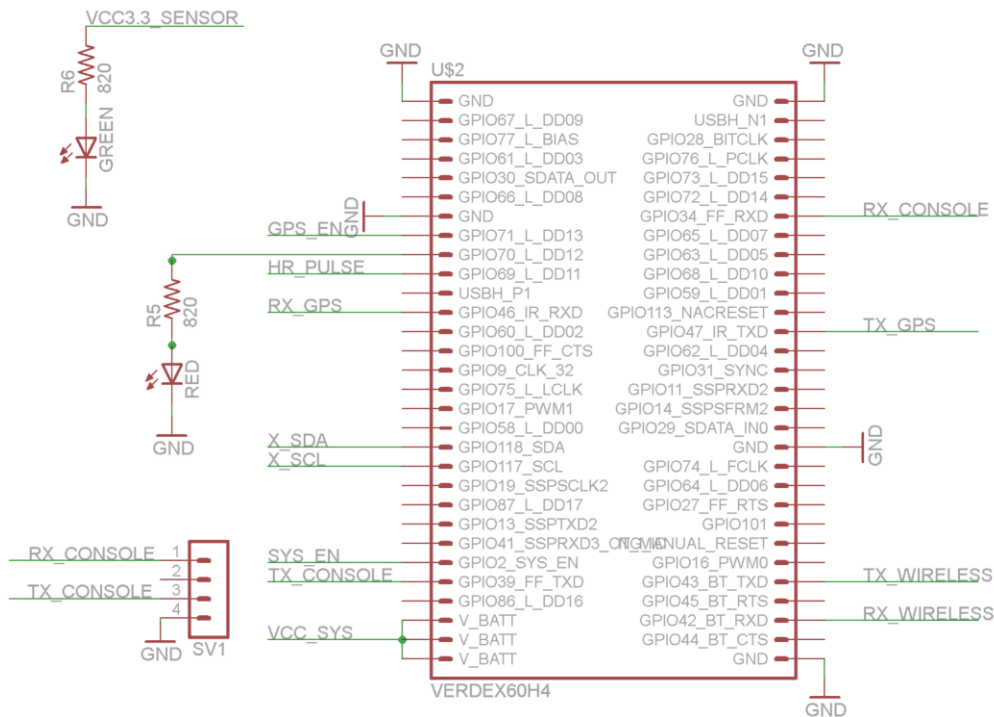 VCC3.3_SENSOR
R6
820
GREEN
GND
GPS_EN
GND
HR_PULSE
RX_GPS
R5
820
RED
GND
X_SDA
X_SCL
SYS_EN
TX_CONSOLE
VCC_SYS
RX_CONSOLE
TX_CONSOLE
1
2
3
4
GND
SV1
GND
U$2
GND
GPIO67_L_DD09
GPIO77_L_BIAS
GPIO61_L_DD03
GPIO30_SDATA_OUT
GPIO66_L_DD08
GND
GPIO71_L_DD13
GPIO70_L_DD12
GPIO69_L_DD11
USBH_P1
GPIO46_IR_RXD
GPIO60_L_DD02
GPIO100_FF_CTS
GPIO9_CLK_32
GPIO75_L_LCLK
GPIO17_PWM1
GPIO58_L_DD00
GPIO118_SDA
GPIO117_SCL
GPIO19_SSPSCLK2
GPIO87_L_DD17
GPIO13_SSPTXD2
GPIO41_SSPRXD3
GPIO2_SYS_EN
GPIO39_FF_TXD
GPIO86_L_DD16
V_BATT
V_BATT
V_BATT
VERDEX60H4
GND
GND
USBH_N1
GPIO28_BITCLK
GPIO76_L_PCLK
GPIO73_L_DD15
GPIO72_L_DD14
GPIO34_FF_RXD
GPIO65_L_DD07
GPIO63_L_DD05
GPIO68_L_DD10
GPIO59_L_DD01
GPIO113_NACRESET
GPIO47_IR_TXD
GPIO62_L_DD04
GPIO31_SYNC
GPIO11_SSPRXD2
GPIO14_SSPSFRM2
GPIO29_SDATA_IN0
GND
GPIO74_L_FCLK
GPIO64_L_DD06
GPIO27_FF_RTS
GPIO101
MANUAL_RESET
GPIO16_PWM0
GPIO43_BT_TXD
GPIO45_BT_RTS
GPIO42_BT_RXD
GPIO44_BT_CTS
GND
RX_CONSOLE
TX_GPS
GND
TX_WIRELESS
RX_WIRELESS
GND